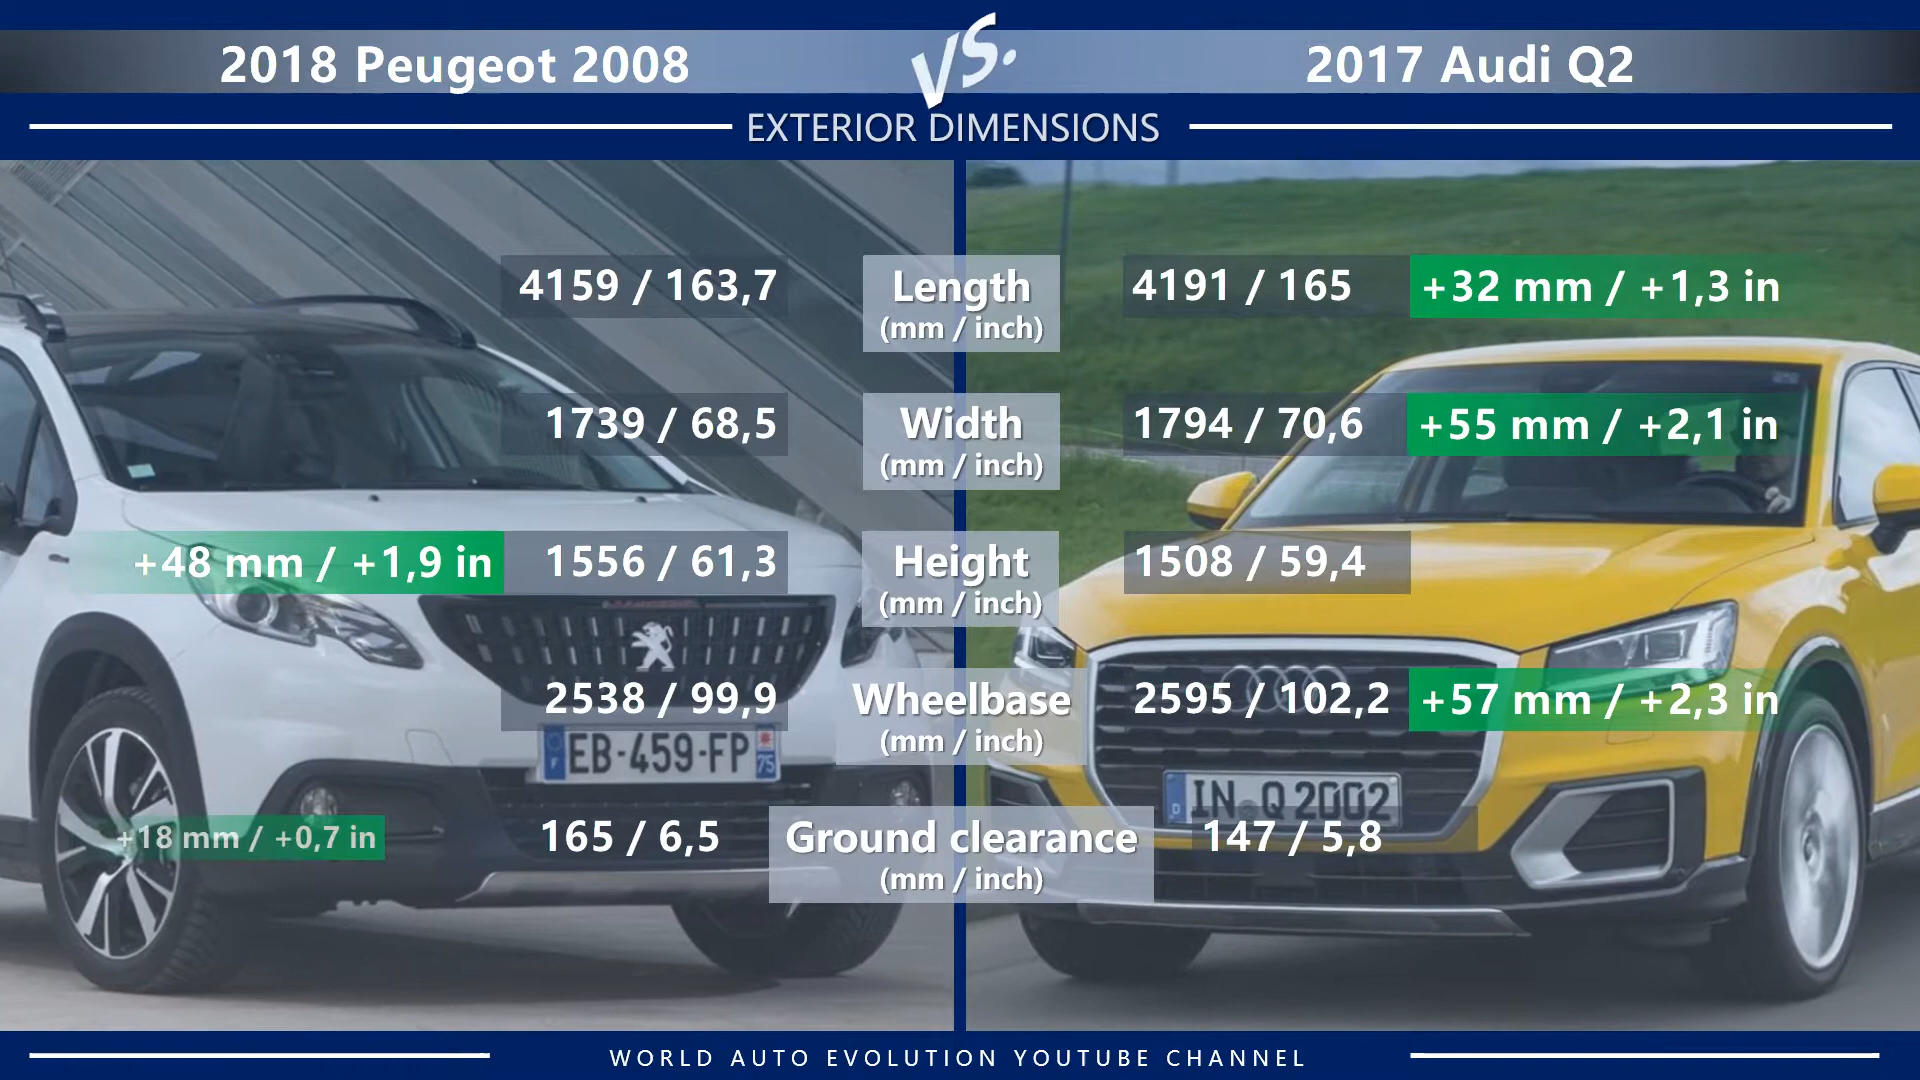 2018 Peugeot 2008
VS.
2017 Audi Q2
EXTERIOR DIMENSIONS
4159 / 163,7
Length
(mm / inch)
4191 / 165
+32 mm / +1,3 in
1739 / 68,5
Width
(mm / inch)
1794 / 70,6
+55 mm / +2,1 in
+48 mm / +1,9 in
1556 / 61,3
Height
(mm / inch)
1508 / 59,4
2538 / 99,9
Wheelbase
(mm / inch)
2595 / 102,2
+57 mm / +2,3 in
F EB-459-FP 75
D IN Q 2002
+18 mm / +0,7 in
165 / 6,5
Ground clearance
(mm / inch)
147 / 5,8
WORLD AUTO EVOLUTION YOUTUBE CHANNEL